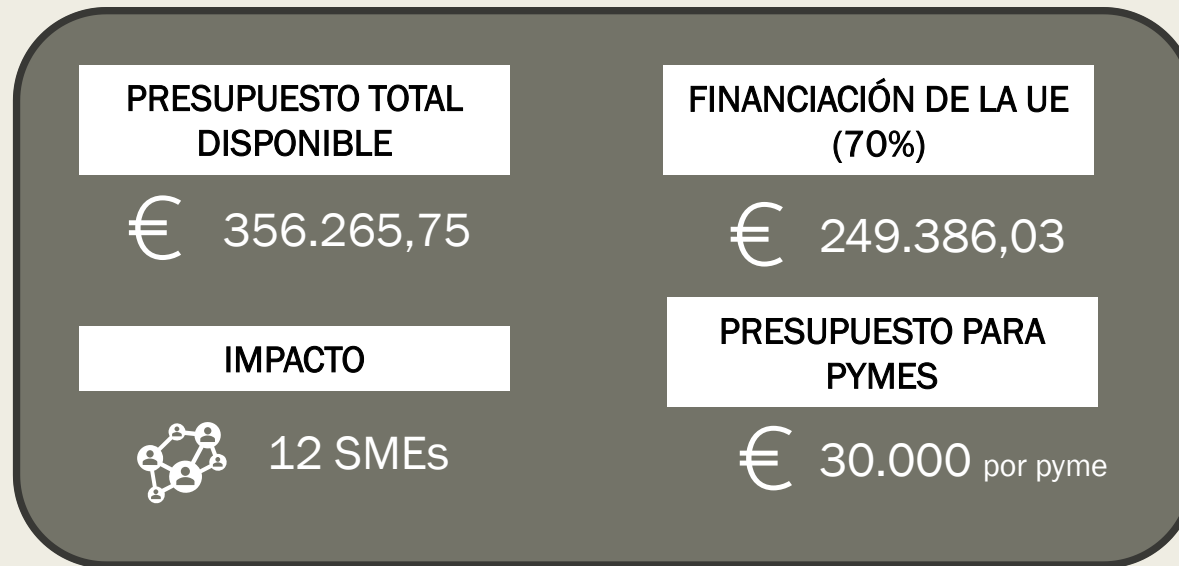 PRESUPUESTO TOTAL
DISPONIBLE
€ 356.265,75
FINANCIACIÓN DE LA UE
(70%)
€ 249.386,03
IMPACTO
12 SMEs
PRESUPUESTO PARA
PYMES
€ 30.000 por pyme